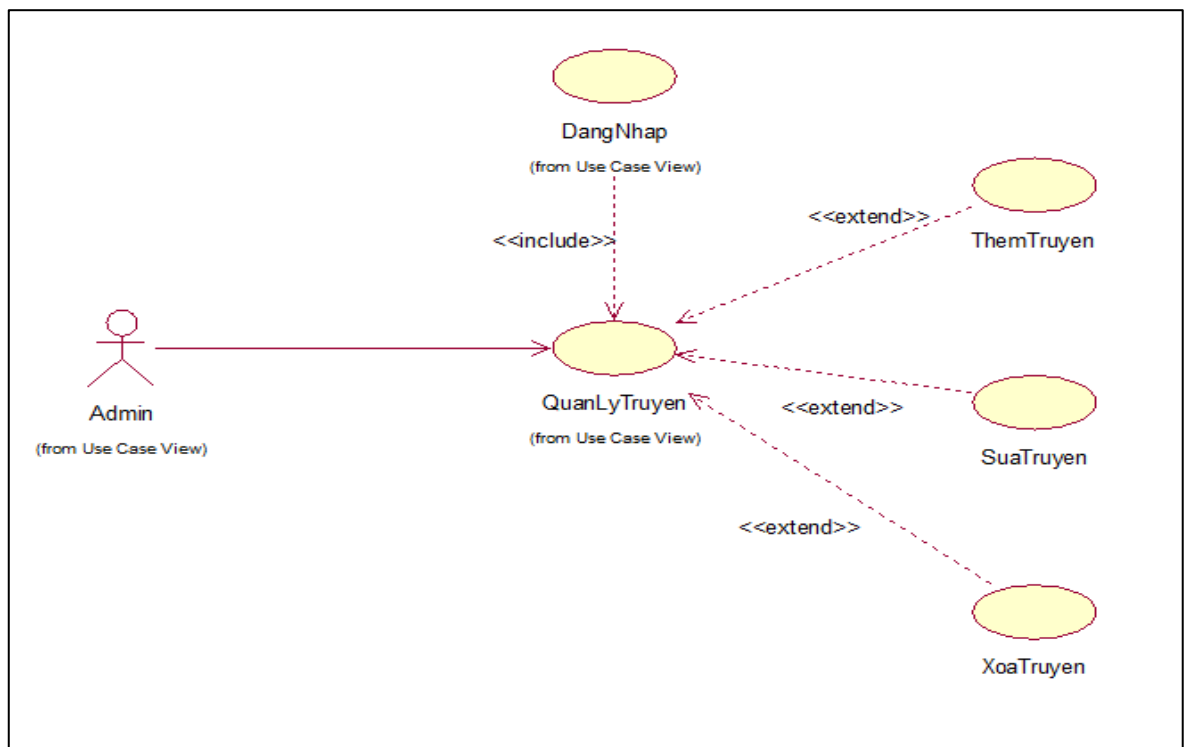 DangNhap
(from Use Case View)
<<extend>>
ThemTruyen
<<include>>
Admin
(from Use Case View)
QuanLyTruyen
(from Use Case View)
<<extend>>
SuaTruyen
<<extend>>
XoaTruyen